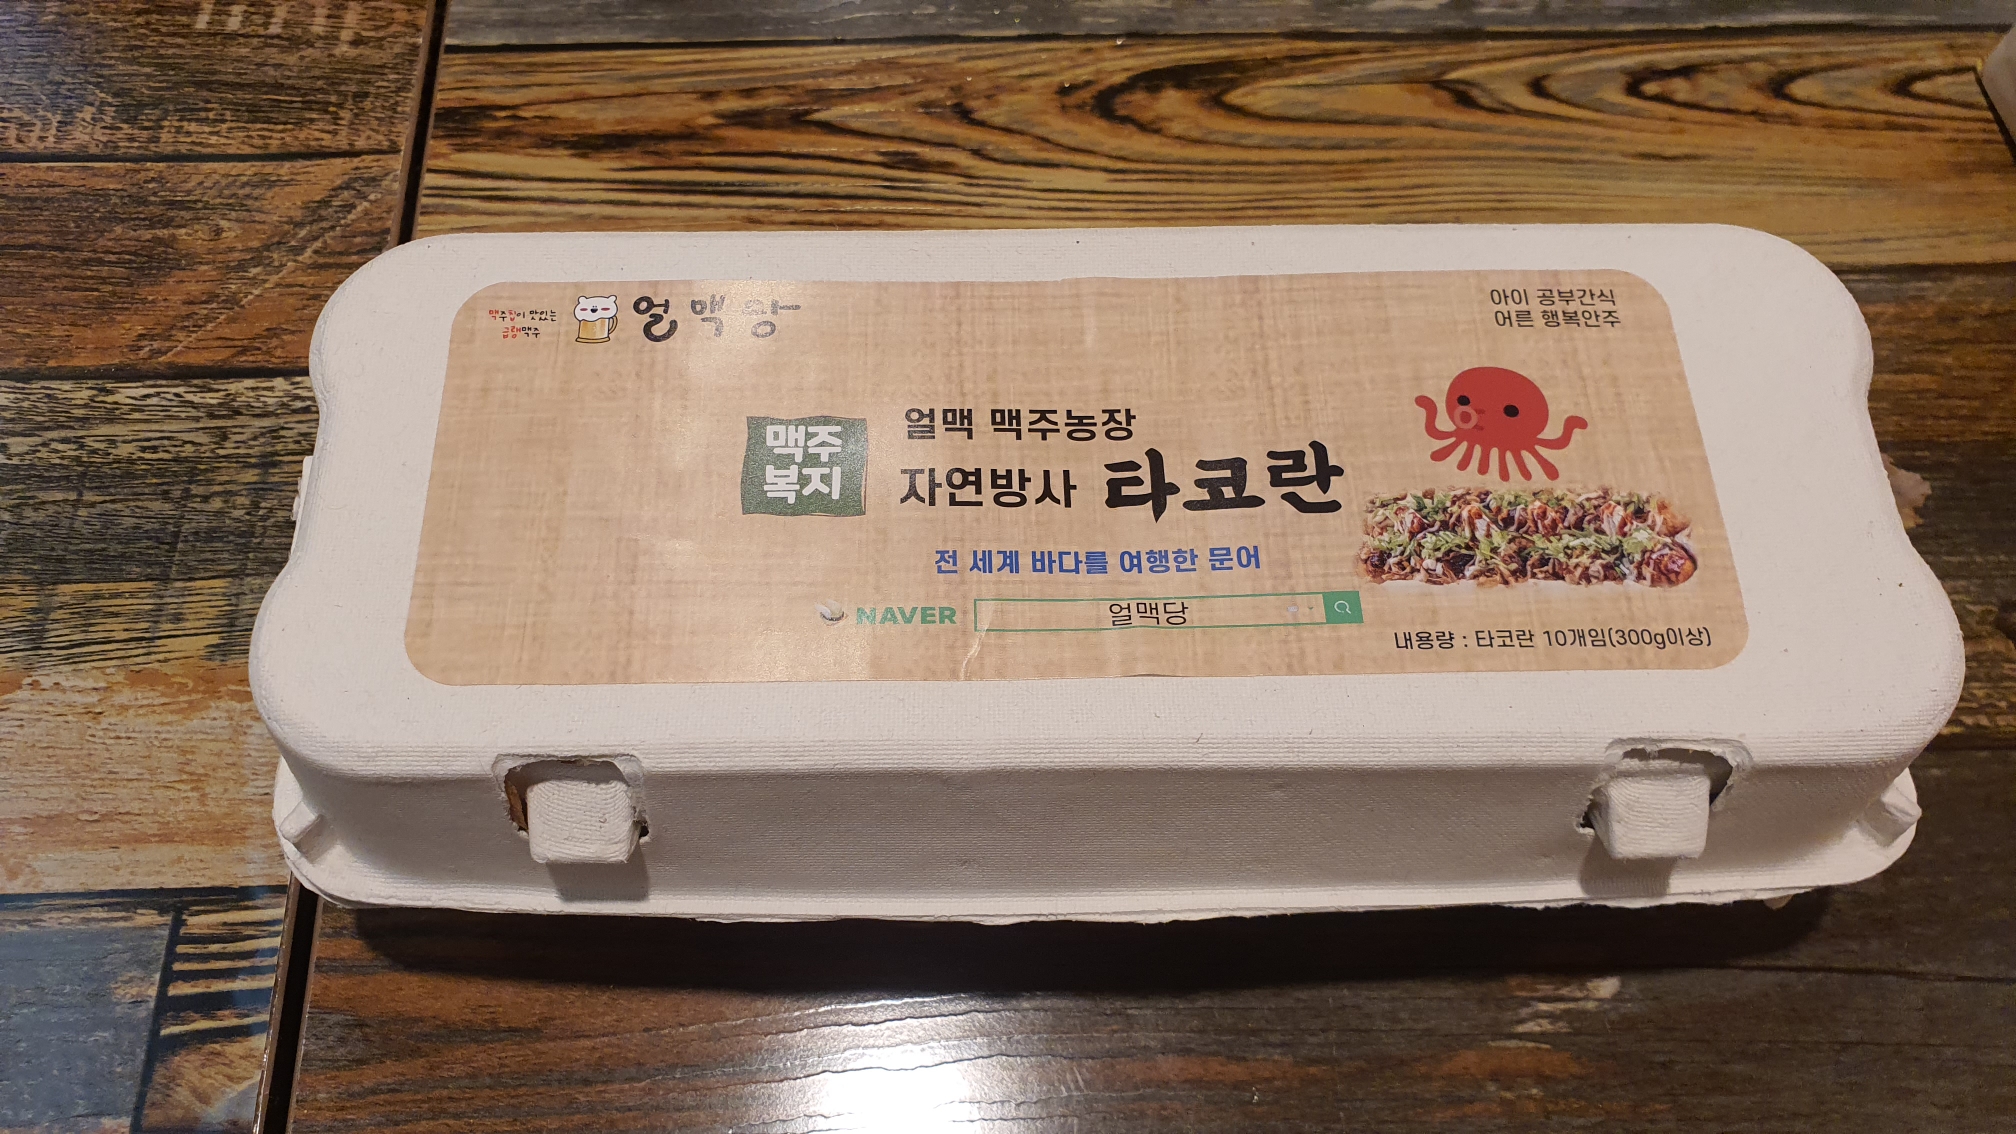 맥주집이 맛있는
급랭맥주
얼맥당
아이 공부간식
어른 행복안주
맥주
복지
얼맥 맥주농장
자연방사 타코란
전 세계 바다를 여행한 문어
NAVER 얼맥당
내용량 : 타코란 10개임(300g이상)